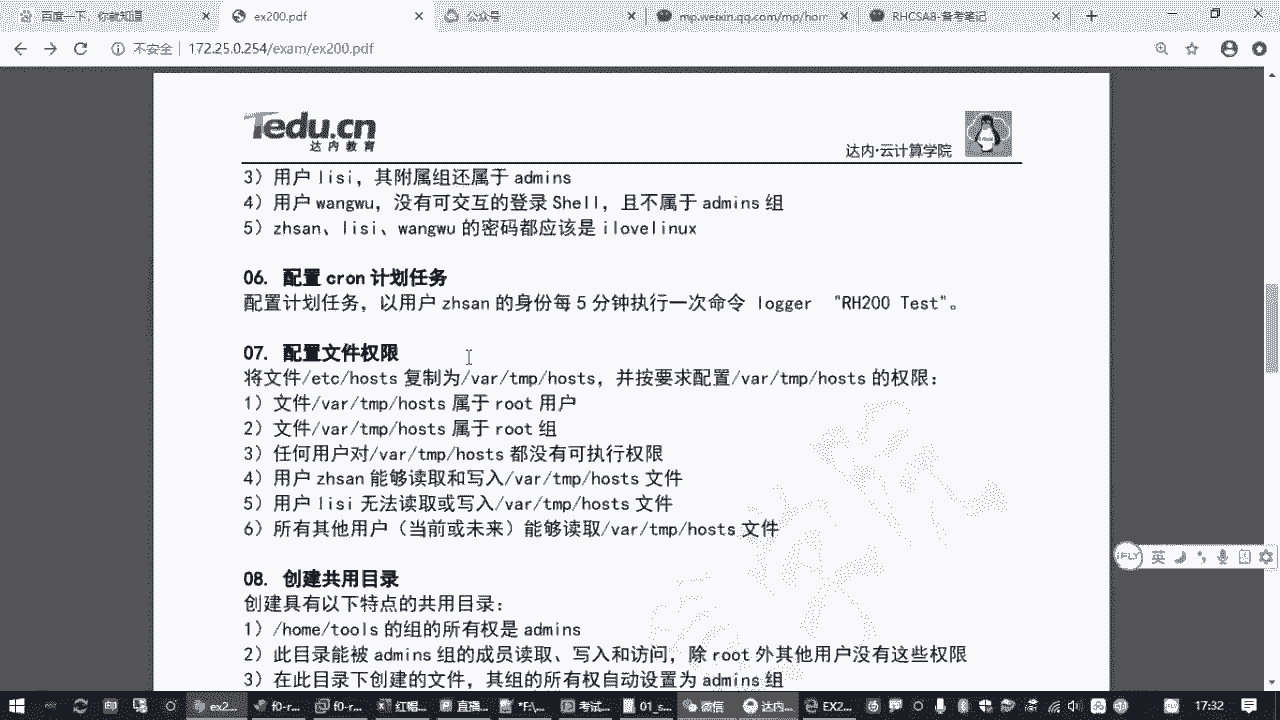 百度一下，你就知道
ex200.pdf
公众号
mp.weixin.qq.com/mp/hom
RHCSA8-备考笔记
不安全
172.25.0.254/exam/ex200.pdf
Tedu.cn
达内教育
达内·云计算学院
3）用户 lisi，其附属组还属于 admins
4）用户 wangwu，没有可交互的登录 Shell，且不属于 admins 组
5）zhsan、lisi、wangwu 的密码都应该是 ilovelinux
06. 配置 cron 计划任务
配置计划任务，以用户 zhsan 的身份每 5 分钟执行一次命令 logger "RH200 Test"。
07. 配置文件权限
将文件/etc/hosts 复制为/var/tmp/hosts，并按要求配置/var/tmp/hosts 的权限：
1）文件/var/tmp/hosts 属于 root 用户
2）文件/var/tmp/hosts 属于 root 组
3）任何用户对/var/tmp/hosts 都没有可执行权限
4）用户 zhsan 能够读取和写入/var/tmp/hosts 文件
5）用户 lisi 无法读取或写入/var/tmp/hosts 文件
6）所有其他用户（当前或未来）能够读取/var/tmp/hosts 文件
iFLY 英
08. 创建共用目录
创建具有以下特点的共用目录：
1）/home/tools 的组的所有权是 admins
2）此目录能被 admins 组的成员读取、写入和访问，除 root 外其他用户没有这些权限
3）在此目录下创建的文件，其组的所有权自动设置为 admins 组
ex2... f0-r... f0-r... 红帽... 直播... 考试... 01_s... 微信 达内... EX2... 17:32